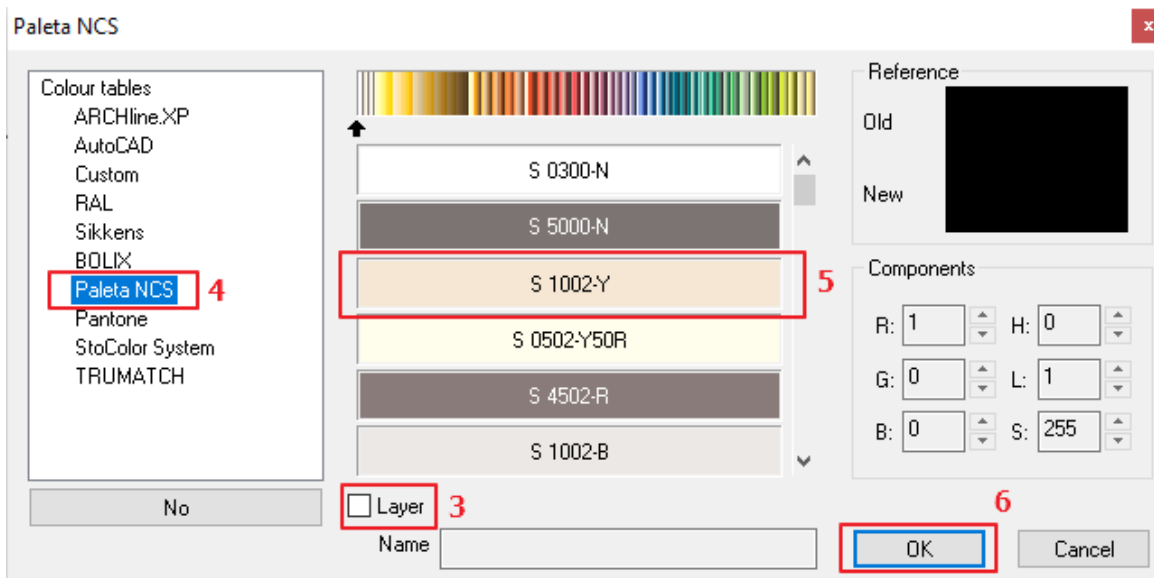 Paleta NCS
x
Colour tables
ARCHline.XP
AutoCAD
Custom
RAL
Sikkens
BOLIX
Paleta NCS
4
Pantone
StoColor System
TRUMATCH
No
S 0300-N
S 5000-N
S 1002-Y
5
S 0502-Y50R
S 4502-R
S 1002-B
Layer
3
Name
Reference
Old
New
Components
R: 1 H: 0
G: 0 L: 1
B: 0 S: 255
6
OK
Cancel